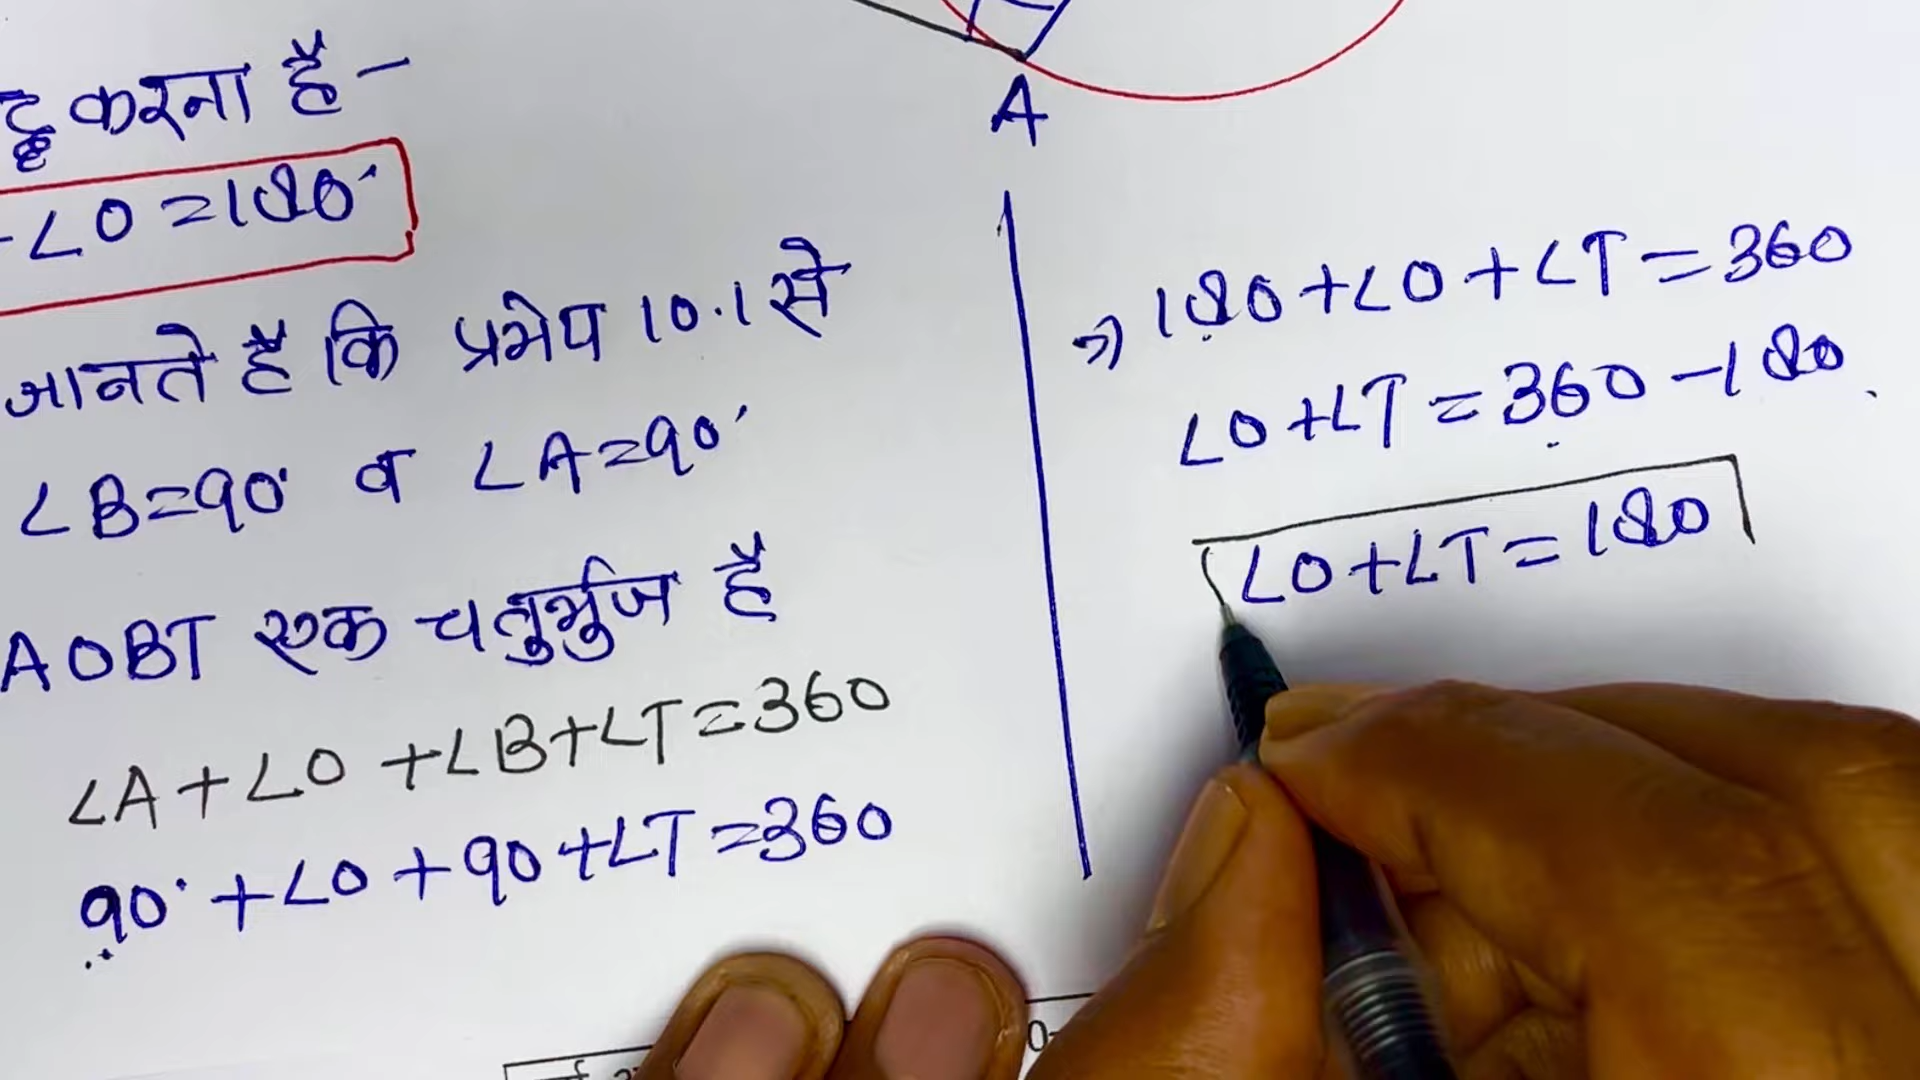 करना है-
-∠O=180°
जानते है कि प्रमेय 10.1 से
∠B=90° व ∠A=90°
AOBT एक चतुर्भुज है
∠A+∠O+∠B+∠T=360
90°+∠O+90+∠T=360
A
⇒ 180+∠O+∠T=360
∠O+∠T=360-180
∠O+∠T=180